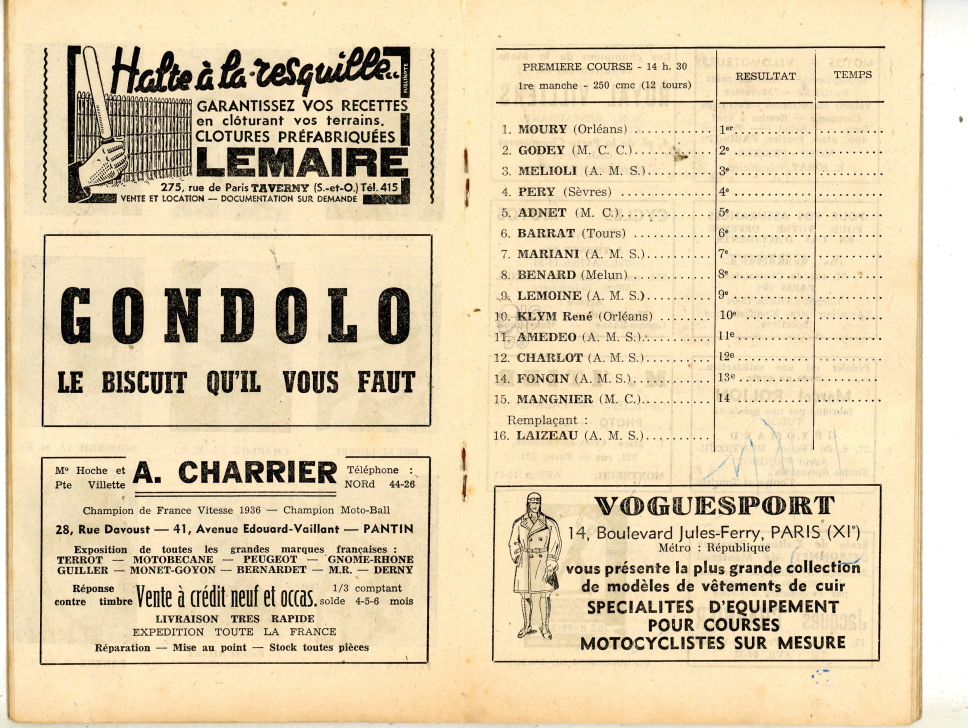 Halte à la resquille..
PUBLINOTE
GARANTISSEZ VOS RECETTES
en clôturant vos terrains.
CLOTURES PRÉFABRIQUÉES
LEMAIRE
275, rue de Paris TAVERNY (S.-et-O.) Tél. 415
VENTE ET LOCATION — DOCUMENTATION SUR DEMANDE
GONDOLO
LE BISCUIT QU'IL VOUS FAUT
Mº Hoche et A. CHARRIER Téléphone :
Pte Villette NORd 44-26
Champion de France Vitesse 1936 — Champion Moto-Ball
28, Rue Davoust — 41, Avenue Edouard-Vaillant — PANTIN
Exposition de toutes les grandes marques françaises :
TERROT — MOTOBECANE — PEUGEOT — GNOME-RHONE
GUILLER — MONET-GOYON — BERNARDET — M.R. — DERNY
Réponse Vente à crédit neuf et occas. 1/3 comptant
contre timbre solde 4-5-6 mois
LIVRAISON TRES RAPIDE
EXPEDITION TOUTE LA FRANCE
Réparation — Mise au point — Stock toutes pièces
PREMIERE COURSE - 14 h. 30
1re manche - 250 cmc (12 tours) RESULTAT TEMPS
1. MOURY (Orléans) .......... 1er
2. GODEY (M. C. C.).......... 2e
3. MELIOLI (A. M. S.).......... 3e
4. PERY (Sèvres) .......... 4e
5. ADNET (M. C.).......... 5e
6. BARRAT (Tours) .......... 6e
7. MARIANI (A. M. S.).......... 7e
8. BENARD (Melun) .......... 8e
9. LEMOINE (A. M. S.).......... 9e
10. KLYM René (Orléans) .......... 10e
11. AMEDEO (A. M. S.).......... 11e
12. CHARLOT (A. M. S.).......... 12e
14. FONCIN (A. M. S.).......... 13e
15. MANGNIER (M. C.).......... 14
Remplaçant :
16. LAIZEAU (A. M. S.)..........
VOGUESPORT
14, Boulevard Jules-Ferry, PARIS (XIº)
Métro : République
vous présente la plus grande collection
de modèles de vêtements de cuir
SPECIALITES D'EQUIPEMENT
POUR COURSES
MOTOCYCLISTES SUR MESURE